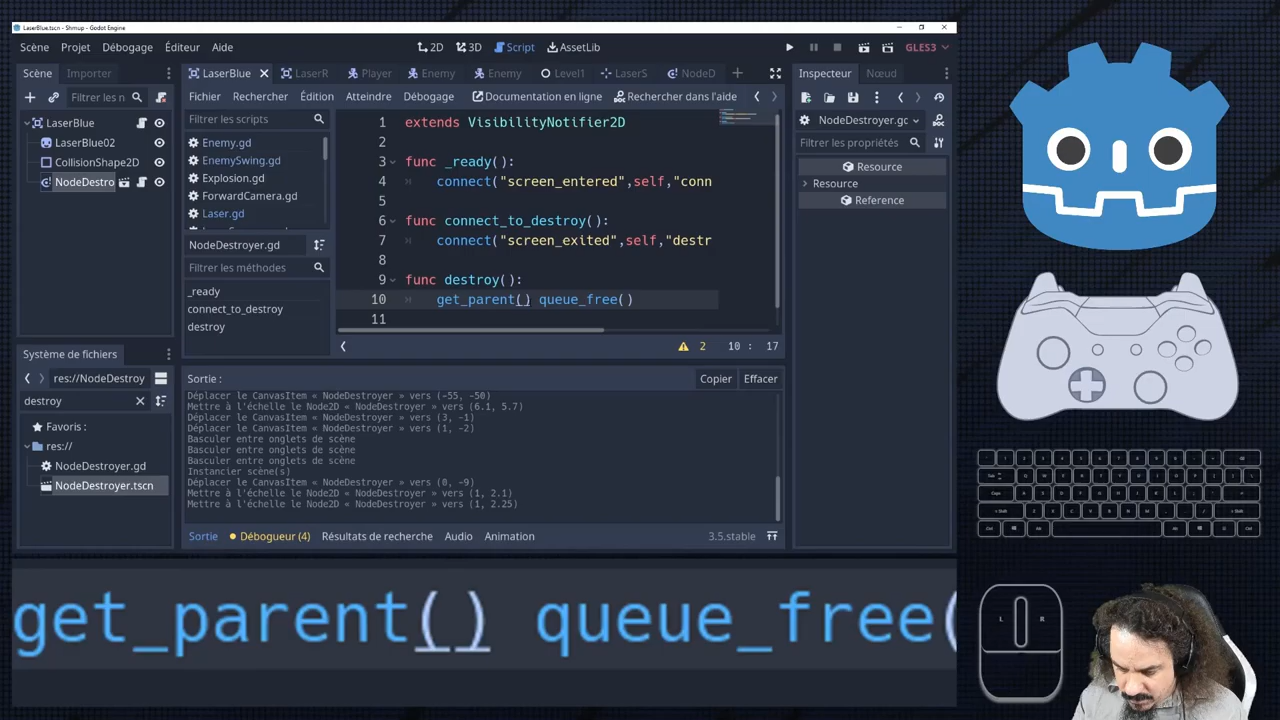 LaserBlue.tscn - Shmup - Godot Engine
Scène Projet Débogage Éditeur Aide
2D 3D Script AssetLib
GLES3
Scène Importer
LaserBlue LaserR Player Enemy Enemy Level1 LaserS NodeD
Inspecteur Nœud
Filtrer les n
Fichier Rechercher Édition Atteindre Débogage Documentation en ligne Rechercher dans l'aide
NodeDestroyer.gc
Filtrer les propriétés
Resource
Resource
Reference
LaserBlue
LaserBlue02
CollisionShape2D
NodeDestro
Filtrer les scripts
Enemy.gd
EnemySwing.gd
Explosion.gd
ForwardCamera.gd
Laser.gd
NodeDestroyer.gd
Filtrer les méthodes
_ready
connect_to_destroy
destroy
1 extends VisibilityNotifier2D
2
3 func _ready():
4 connect("screen_entered",self,"conn
5
6 func connect_to_destroy():
7 connect("screen_exited",self,"destr
8
9 func destroy():
10 get_parent() queue_free()
11
2 10 : 17
Système de fichiers
res://NodeDestroy
destroy
Favoris :
res://
NodeDestroyer.gd
NodeDestroyer.tscn
Sortie :
Copier Effacer
Déplacer le CanvasItem « NodeDestroyer » vers (-55, -50)
Mettre à l'échelle le Node2D « NodeDestroyer » vers (6.1, 5.7)
Déplacer le CanvasItem « NodeDestroyer » vers (3, -1)
Déplacer le CanvasItem « NodeDestroyer » vers (1, -2)
Basculer entre onglets de scène
Basculer entre onglets de scène
Basculer entre onglets de scène
Instancier scène(s)
Déplacer le CanvasItem « NodeDestroyer » vers (0, -9)
Mettre à l'échelle le Node2D « NodeDestroyer » vers (1, 2.1)
Mettre à l'échelle le Node2D « NodeDestroyer » vers (1, 2.25)
Sortie Débogueur (4) Résultats de recherche Audio Animation 3.5.stable
get_parent() queue_free(
L R